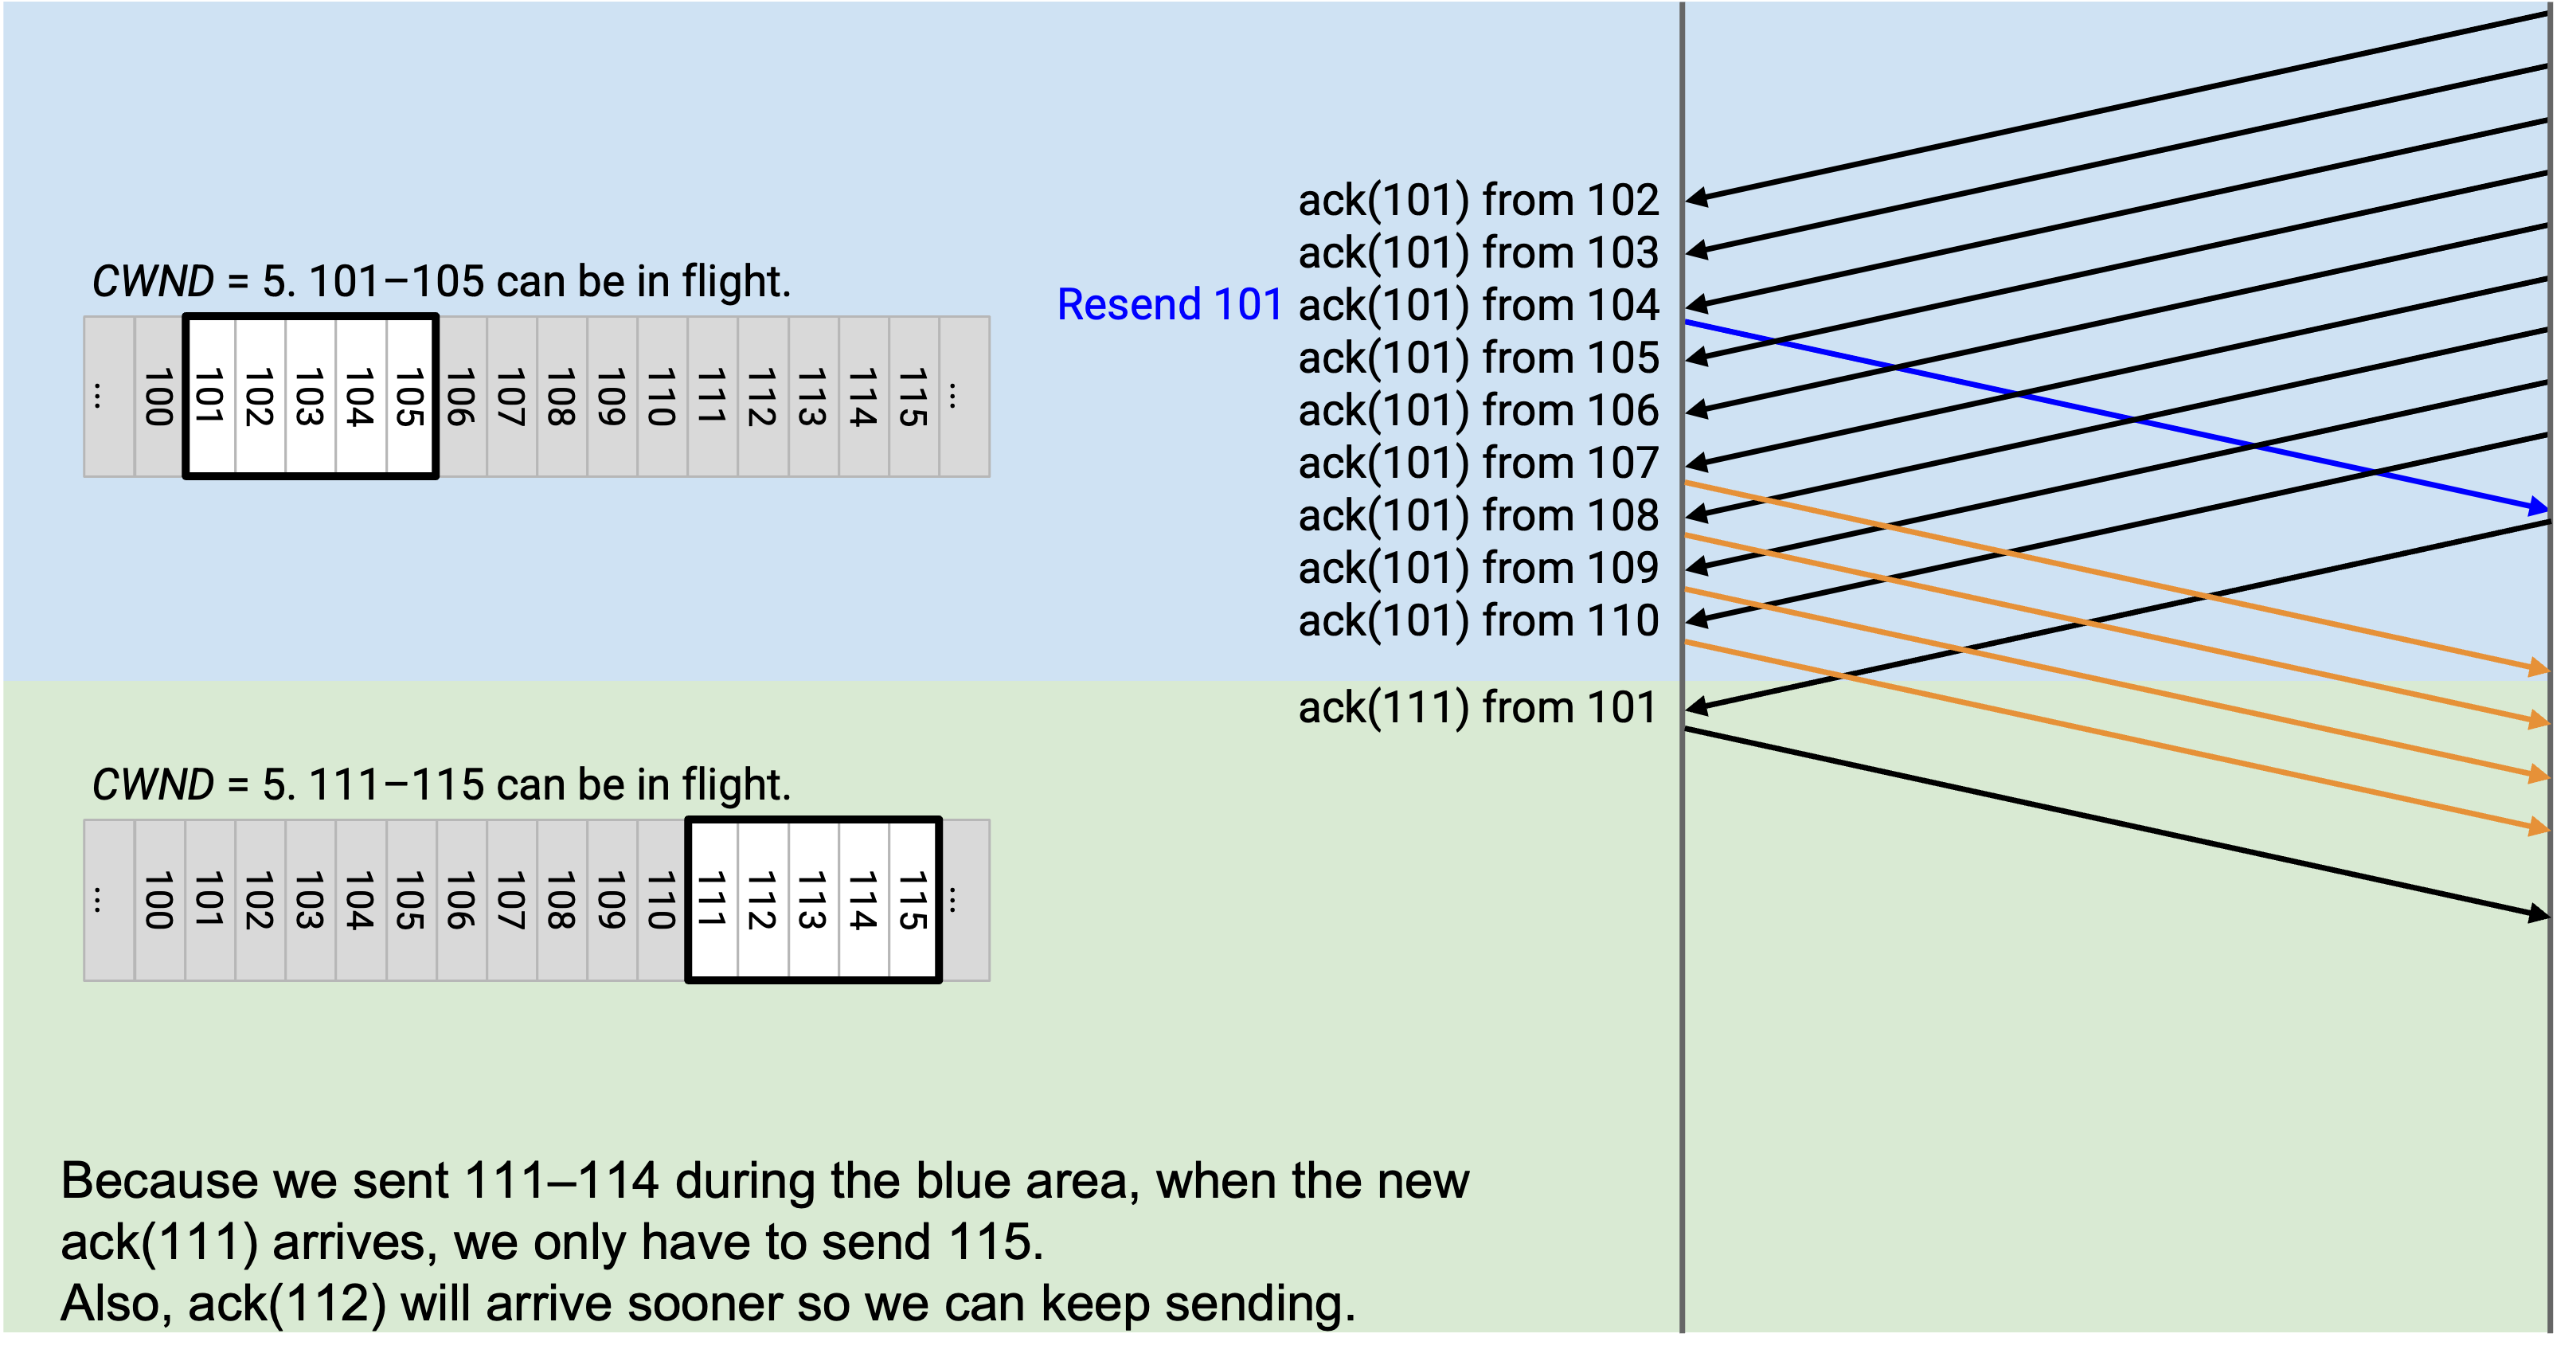 ack(101) from 102
ack(101) from 103
CWND = 5. 101–105 can be in flight.
Resend 101 ack(101) from 104
... 100 101 102 103 104 105 106 107 108 109 110 111 112 113 114 115 ...
ack(101) from 105
ack(101) from 106
ack(101) from 107
ack(101) from 108
ack(101) from 109
ack(101) from 110
ack(111) from 101
CWND = 5. 111–115 can be in flight.
... 100 101 102 103 104 105 106 107 108 109 110 111 112 113 114 115 ...
Because we sent 111–114 during the blue area, when the new
ack(111) arrives, we only have to send 115.
Also, ack(112) will arrive sooner so we can keep sending.